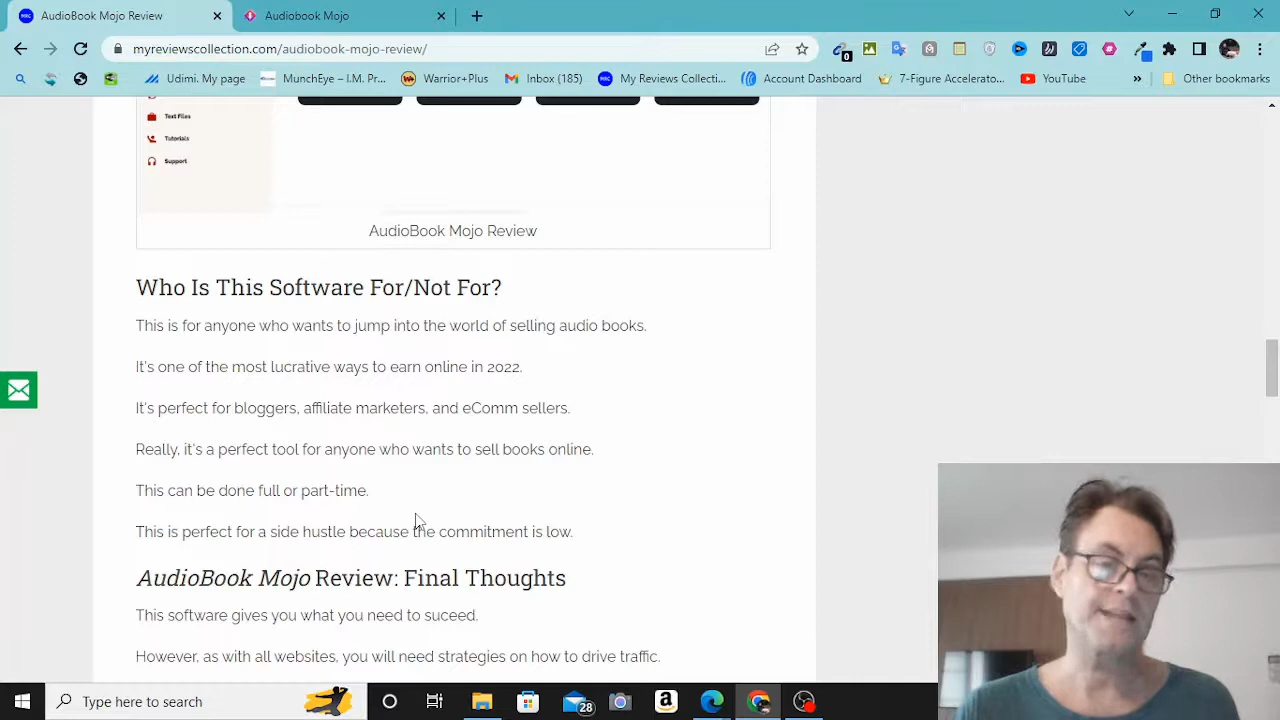 AudioBook Mojo Review
Audiobook Mojo
myreviewscollection.com/audiobook-mojo-review/
0
Udimi. My page
MunchEye – I.M. Pr...
Warrior+Plus
Inbox (185)
My Reviews Collecti...
Account Dashboard
7-Figure Accelerato...
YouTube
»
Other bookmarks
Text Files
Tutorials
Support
AudioBook Mojo Review
Who Is This Software For/Not For?
This is for anyone who wants to jump into the world of selling audio books.
It's one of the most lucrative ways to earn online in 2022.
It's perfect for bloggers, affiliate marketers, and eComm sellers.
Really, it's a perfect tool for anyone who wants to sell books online.
This can be done full or part-time.
This is perfect for a side hustle because the commitment is low.
AudioBook Mojo Review: Final Thoughts
This software gives you what you need to suceed.
However, as with all websites, you will need strategies on how to drive traffic.
Type here to search
28